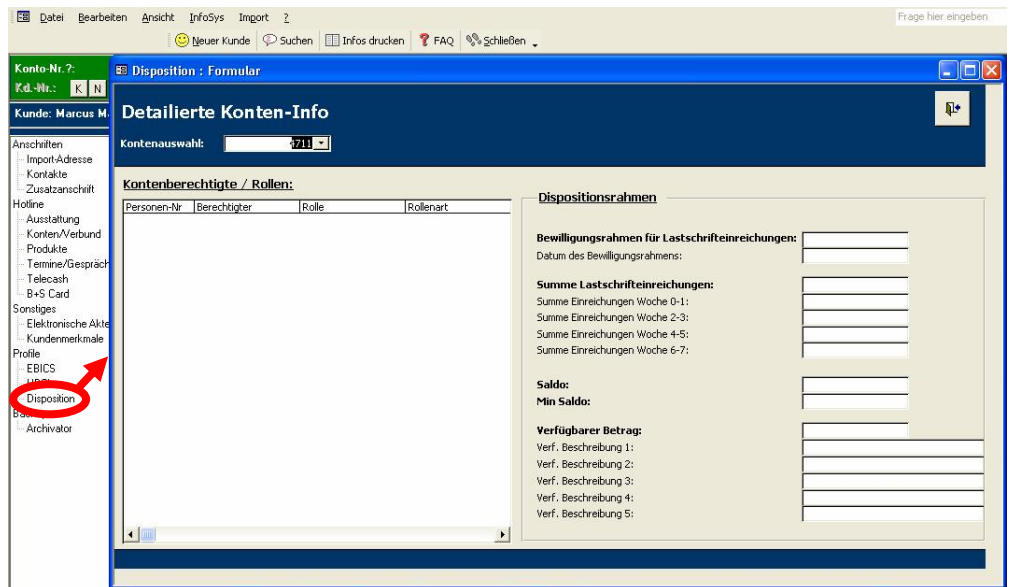 Datei Bearbeiten Ansicht InfoSys Import ?
Frage hier eingeben
Neuer Kunde Suchen Infos drucken FAQ Schließen
Konto-Nr.?:
Kd.-Nr.: K N
Kunde: Marcus M
Anschriften
Import-Adresse
Kontakte
Zusatzanschrift
Hotline
Ausstattung
Konten/Verbund
Produkte
Termine/Gespräch
Telecash
B+S Card
Sonstiges
Elektronische Akte
Kundenmerkmale
Profile
EBICS
Disposition
Archivator
Disposition : Formular
Detailierte Konten-Info
Kontenauswahl: 4711
Kontenberechtigte / Rollen:
Personen-Nr Berechtigter Rolle Rollenart
Dispositionsrahmen
Bewilligungsrahmen für Lastschrifteinreichungen:
Datum des Bewilligungsrahmens:
Summe Lastschrifteinreichungen:
Summe Einreichungen Woche 0-1:
Summe Einreichungen Woche 2-3:
Summe Einreichungen Woche 4-5:
Summe Einreichungen Woche 6-7:
Saldo:
Min Saldo:
Verfügbarer Betrag:
Verf. Beschreibung 1:
Verf. Beschreibung 2:
Verf. Beschreibung 3:
Verf. Beschreibung 4:
Verf. Beschreibung 5: